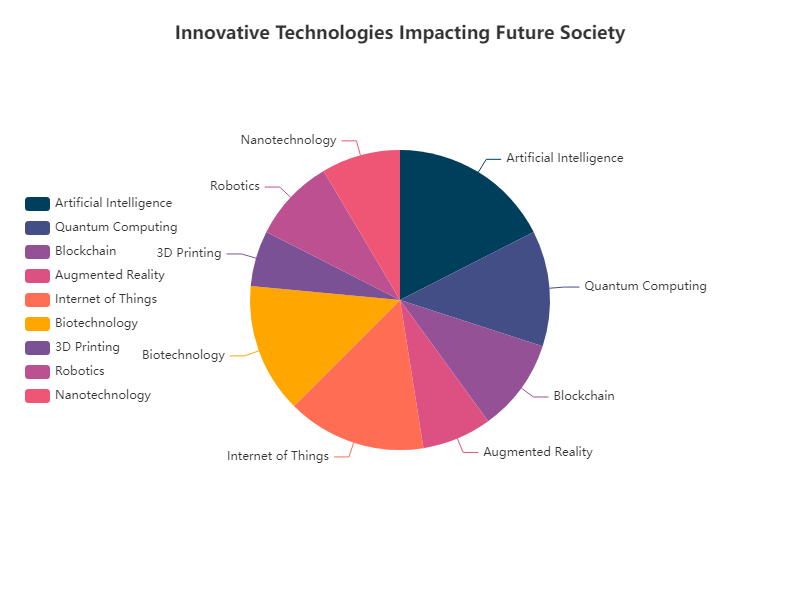 Innovative Technologies Impacting Future Society
Artificial Intelligence
Quantum Computing
Blockchain
Augmented Reality
Internet of Things
Biotechnology
3D Printing
Robotics
Nanotechnology
Nanotechnology
Artificial Intelligence
Robotics
3D Printing
Quantum Computing
Biotechnology
Blockchain
Internet of Things
Augmented Reality